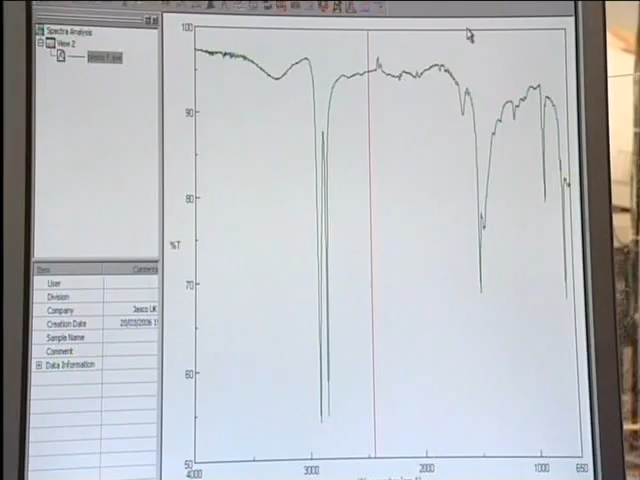 Spectra Analysis
View 2
100
90
80
%T
70
60
50
4000 3000 2000 1000 650
Item
User
Division
Company Jasco UK
Creation Date
Sample Name
Comment
Data Information